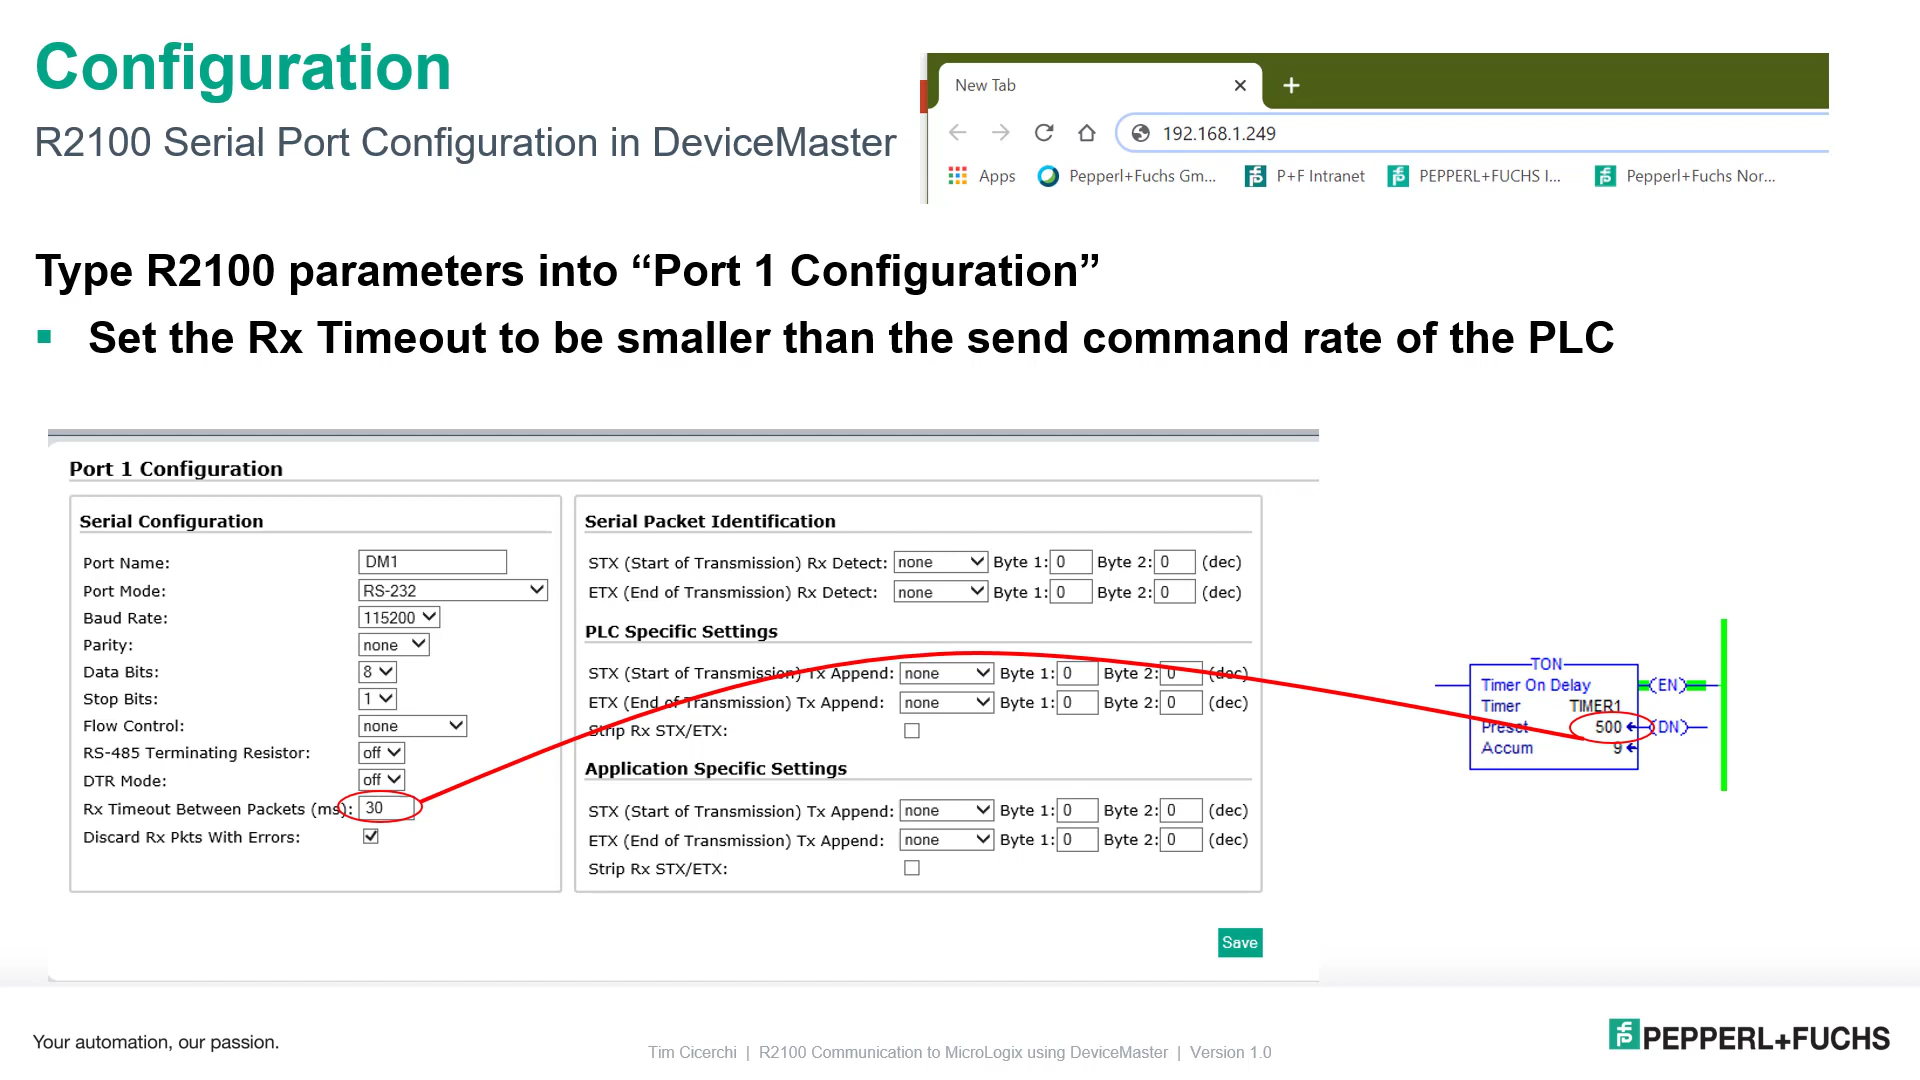 Configuration
R2100 Serial Port Configuration in DeviceMaster
New Tab
192.168.1.249
Apps Pepperl+Fuchs Gm... P+F Intranet PEPPERL+FUCHS I... Pepperl+Fuchs Nor...
Type R2100 parameters into “Port 1 Configuration”
Set the Rx Timeout to be smaller than the send command rate of the PLC
Port 1 Configuration
Serial Configuration
Port Name: DM1
Port Mode: RS-232
Baud Rate: 115200
Parity: none
Data Bits: 8
Stop Bits: 1
Flow Control: none
RS-485 Terminating Resistor: off
DTR Mode: off
Rx Timeout Between Packets (ms): 30
Discard Rx Pkts With Errors:
Serial Packet Identification
STX (Start of Transmission) Rx Detect: none Byte 1: 0 Byte 2: 0 (dec)
ETX (End of Transmission) Rx Detect: none Byte 1: 0 Byte 2: 0 (dec)
PLC Specific Settings
STX (Start of Transmission) Tx Append: none Byte 1: 0 Byte 2: 0 (dec)
ETX (End of Transmission) Tx Append: none Byte 1: 0 Byte 2: 0 (dec)
Strip Rx STX/ETX:
Application Specific Settings
STX (Start of Transmission) Tx Append: none Byte 1: 0 Byte 2: 0 (dec)
ETX (End of Transmission) Tx Append: none Byte 1: 0 Byte 2: 0 (dec)
Strip Rx STX/ETX:
Save
TON
Timer On Delay (EN)
Timer TIMER1
Preset 500 (DN)
Accum 9
Your automation, our passion.
Tim Cicerchi | R2100 Communication to MicroLogix using DeviceMaster | Version 1.0
PEPPERL+FUCHS